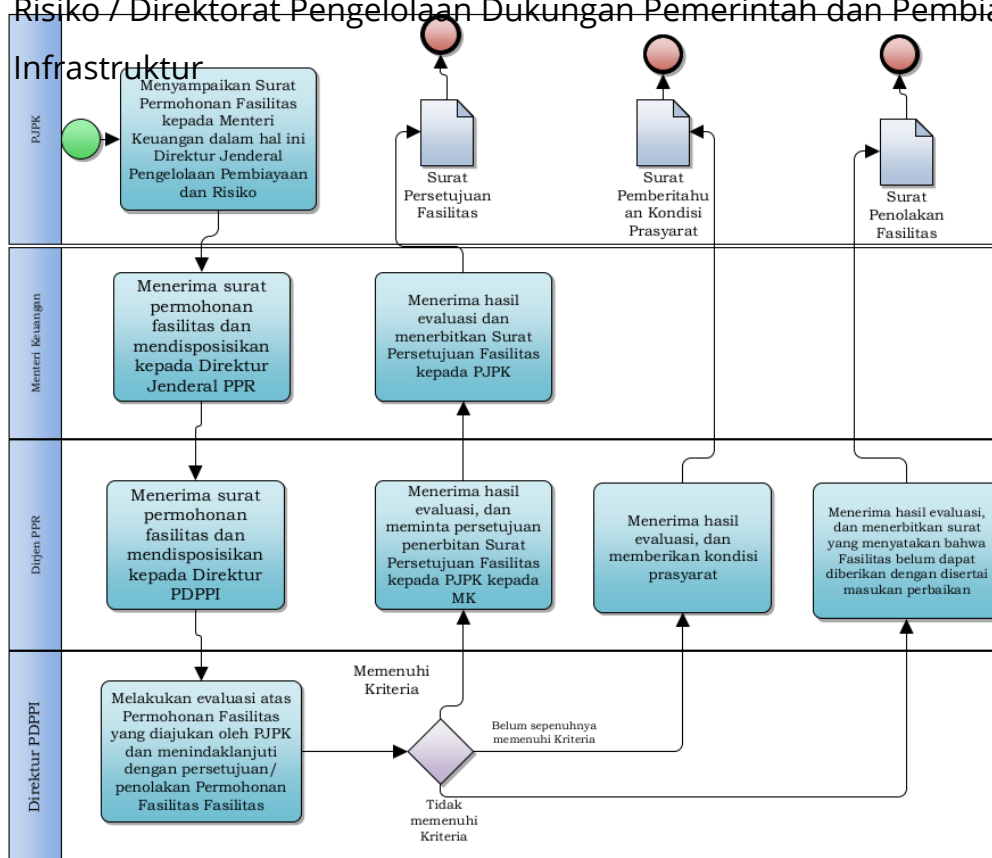 Risiko / Direktorat Pengelolaan Dukungan Pemerintah dan
Infrastruktur
PJPK
Menyampaikan Surat
Permohonan Fasilitas
kepada Menteri
Keuangan dalam hal ini
Direktur Jenderal
Pengelolaan Pembiayaan
dan Risiko
Surat
Persetujuan
Fasilitas
Surat
Pemberitahu
an Kondisi
Prasyarat
Surat
Penolakan
Fasilitas
Menteri Keuangan
Menerima surat
permohonan
fasilitas dan
mendisposisikan
kepada Direktur
Jenderal PPR
Menerima hasil
evaluasi dan
menerbitkan Surat
Persetujuan Fasilitas
kepada PJPK
Dirjen PPR
Menerima surat
permohonan
fasilitas dan
mendisposisikan
kepada Direktur
PDPPI
Menerima hasil
evaluasi, dan
meminta persetujuan
penerbitan Surat
Persetujuan Fasilitas
kepada PJPK kepada
MK
Menerima hasil
evaluasi, dan
memberikan kondisi
prasyarat
Menerima hasil evaluasi,
dan menerbitkan surat
yang menyatakan bahwa
Fasilitas belum dapat
diberikan dengan disertai
masukan perbaikan
Direktur PDPPI
Melakukan evaluasi atas
Permohonan Fasilitas
yang diajukan oleh PJPK
dan menindaklanjuti
dengan persetujuan/
penolakan Permohonan
Fasilitas Fasilitas
Memenuhi
Kriteria
Belum sepenuhnya
memenuhi Kriteria
Tidak
memenuhi
Kriteria